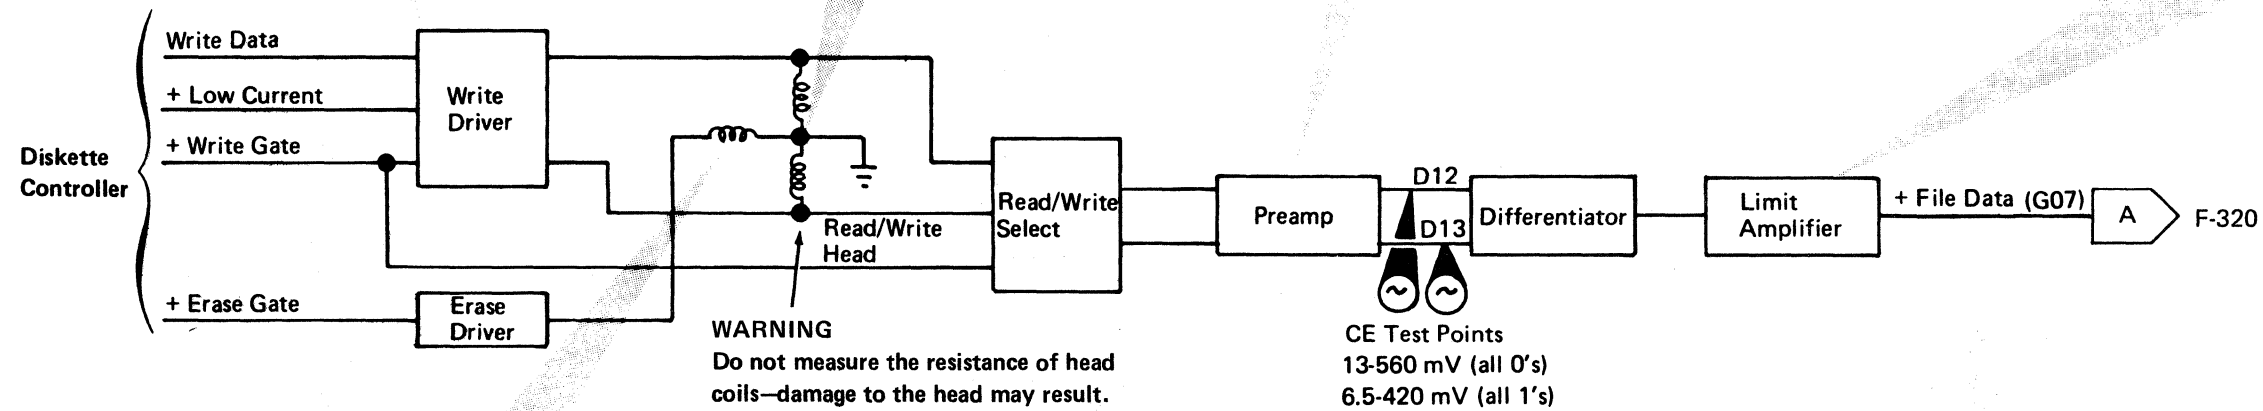 Write Data
+ Low Current
+ Write Gate
Diskette
Controller
+ Erase Gate
Write
Driver
Erase
Driver
Read/Write
Head
WARNING
Do not measure the resistance of head
coils—damage to the head may result.
Read/Write
Select
Preamp
D12
D13
CE Test Points
13-560 mV (all 0's)
6.5-420 mV (all 1's)
Differentiator
Limit
Amplifier
+ File Data (G07)
A
F-320